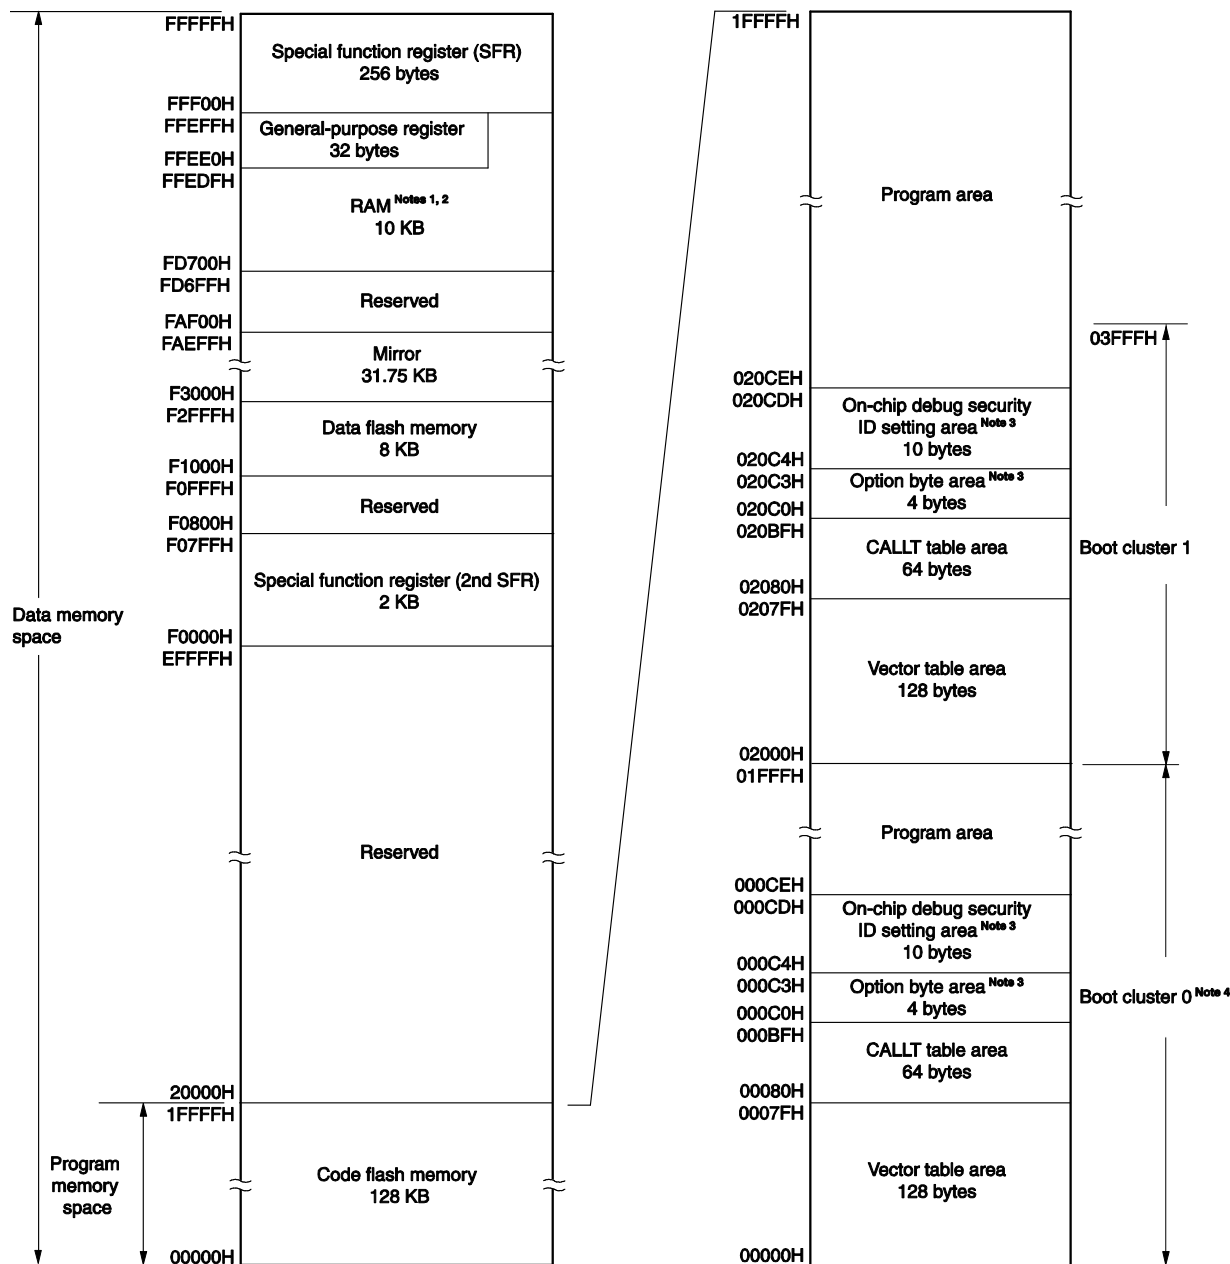 FFFFFH
Special function register (SFR)
256 bytes
FFF00H
FFEFFH
General-purpose register
32 bytes
FFEE0H
FFEDFH
RAM Notes 1, 2
10 KB
FD700H
FD6FFH
Reserved
FAF00H
FAEFFH
Mirror
31.75 KB
F3000H
F2FFFH
Data flash memory
8 KB
F1000H
F0FFFH
Reserved
F0800H
F07FFH
Special function register (2nd SFR)
2 KB
F0000H
EFFFFH
Data memory
space
Reserved
20000H
1FFFFH
Program
memory
space
Code flash memory
128 KB
00000H
1FFFFH
Program area
03FFFH
020CEH
020CDH
On-chip debug security
ID setting area Note 3
10 bytes
020C4H
020C3H
Option byte area Note 3
4 bytes
020C0H
020BFH
CALLT table area
64 bytes
Boot cluster 1
02080H
0207FH
Vector table area
128 bytes
02000H
01FFFH
Program area
000CEH
000CDH
On-chip debug security
ID setting area Note 3
10 bytes
000C4H
000C3H
Option byte area Note 3
4 bytes
Boot cluster 0 Note 4
000C0H
000BFH
CALLT table area
64 bytes
00080H
0007FH
Vector table area
128 bytes
00000H